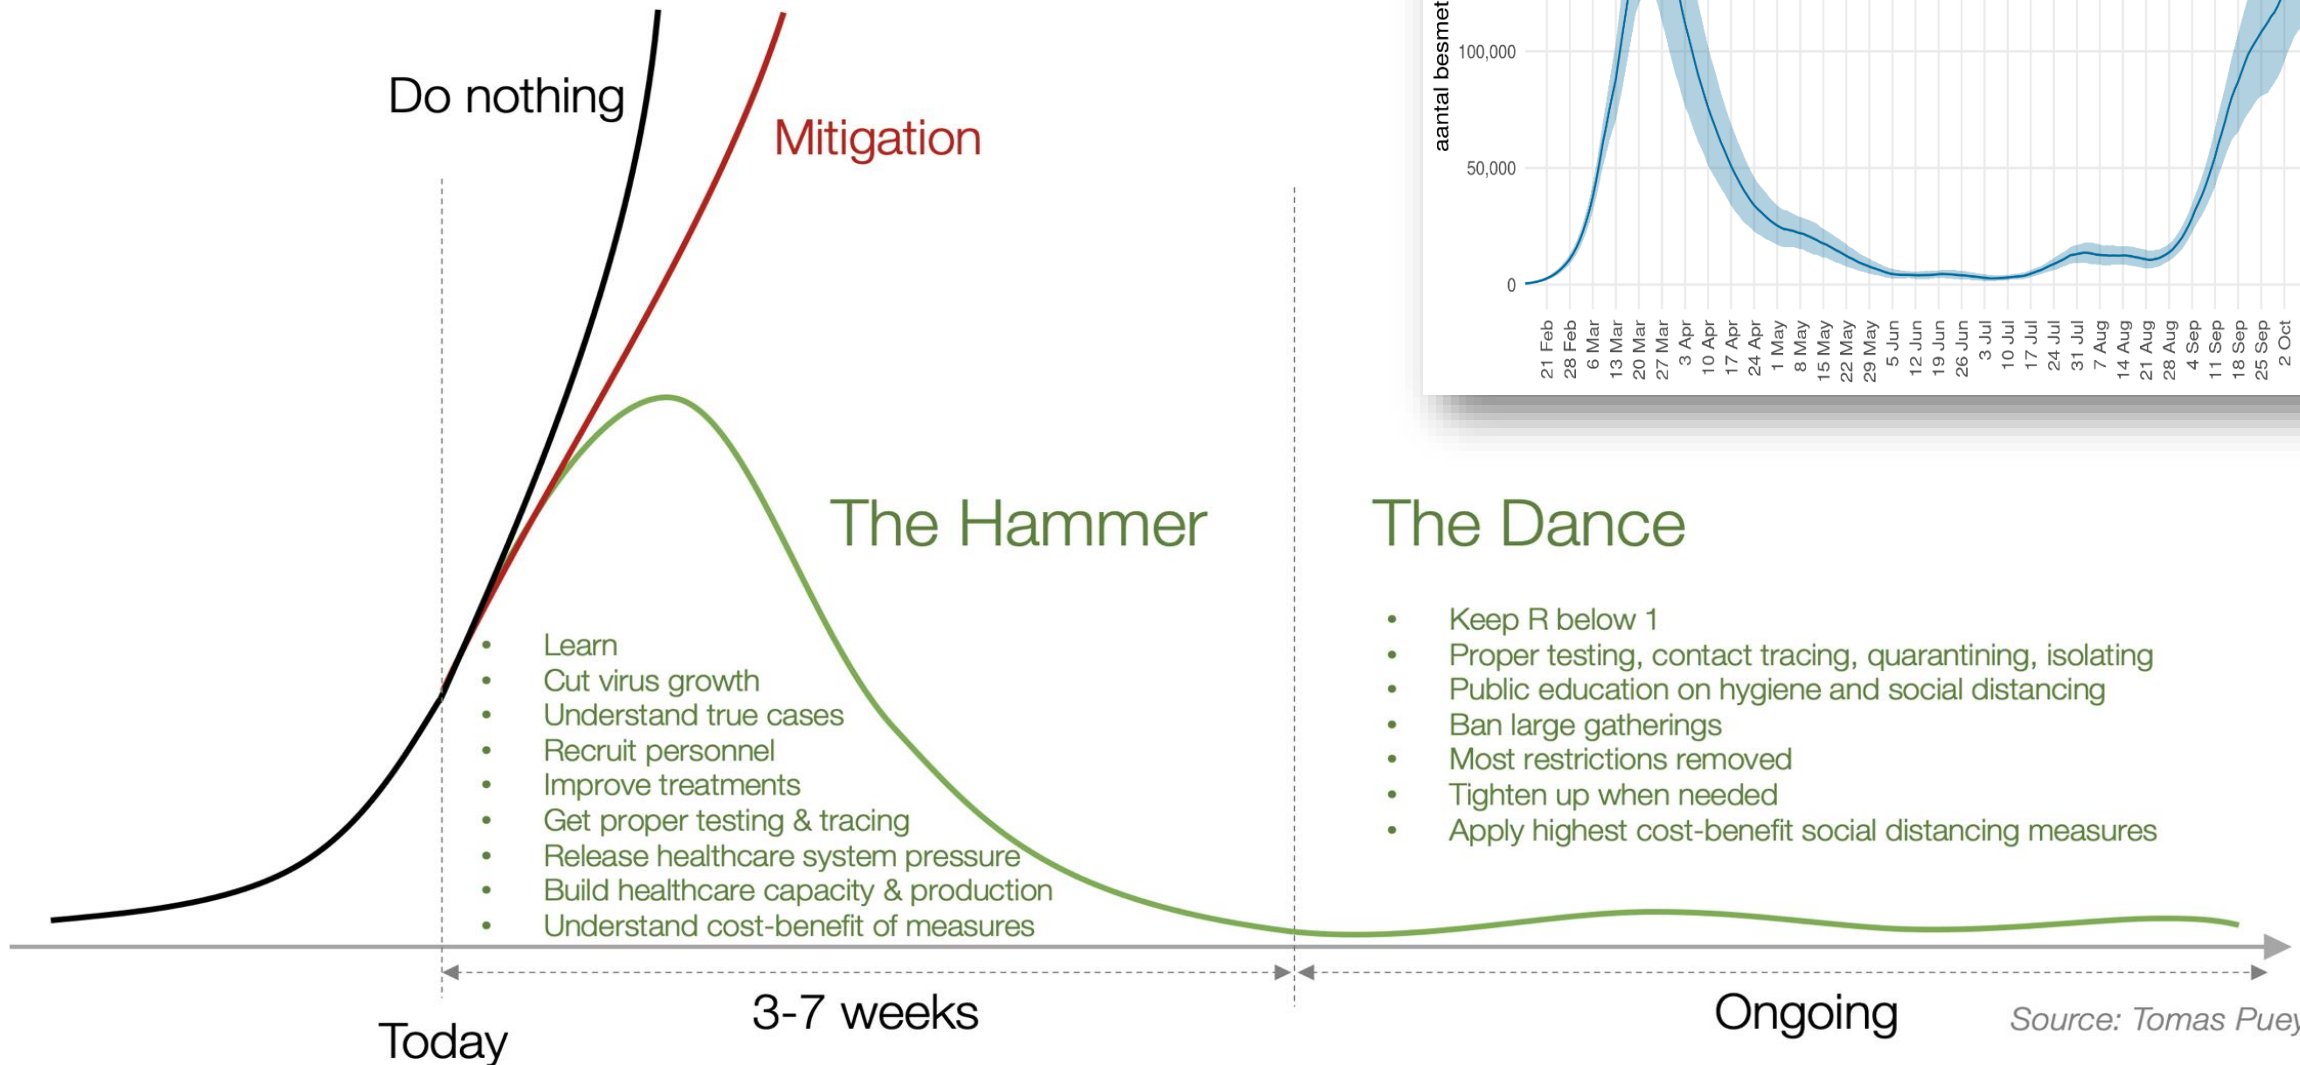 Do nothing
Mitigation
The Hammer
Learn
Cut virus growth
Understand true cases
Recruit personnel
Improve treatments
Get proper testing & tracing
Release healthcare system pressure
Build healthcare capacity & production
Understand cost-benefit of measures
Today
3-7 weeks
aantal
100,000
50,000
0
21 Feb
28 Feb
6 Mar
13 Mar
20 Mar
27 Mar
3 Apr
10 Apr
17 Apr
24 Apr
1 May
8 May
15 May
22 May
29 May
5 Jun
12 Jun
19 Jun
26 Jun
3 Jul
10 Jul
17 Jul
24 Jul
31 Jul
7 Aug
14 Aug
21 Aug
28 Aug
4 Sep
11 Sep
18 Sep
25 Sep
2 Oct
The Dance
Keep R below 1
Proper testing, contact tracing, quarantining, isolating
Public education on hygiene and social distancing
Ban large gatherings
Most restrictions removed
Tighten up when needed
Apply highest cost-benefit social distancing measures
Ongoing
Source: Tomas